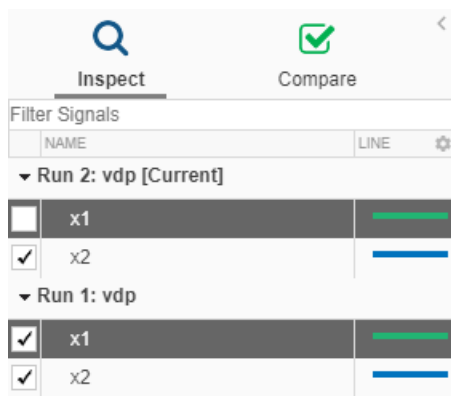 Inspect Compare
Filter Signals
NAME LINE
Run 2: vdp [Current]
x1
x2
Run 1: vdp
x1
x2